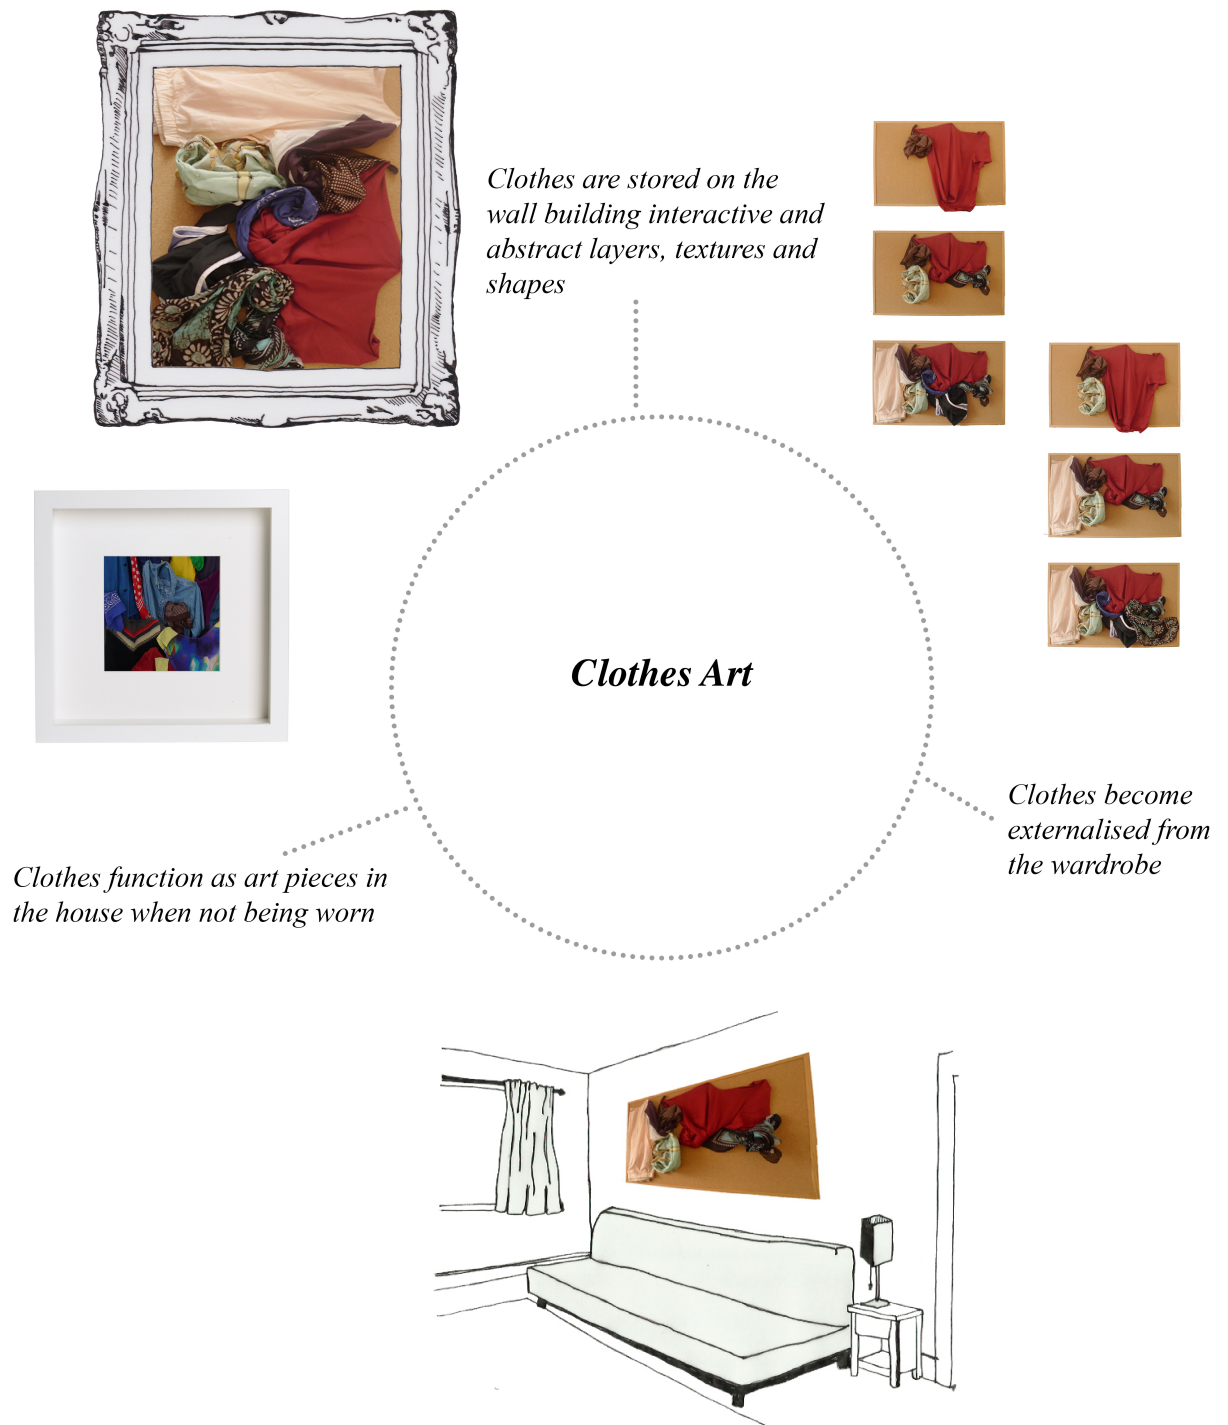 Clothes are stored on the
wall building interactive and
abstract layers, textures and
shapes
Clothes Art
Clothes become
externalised from
the wardrobe
Clothes function as art pieces in
the house when not being worn